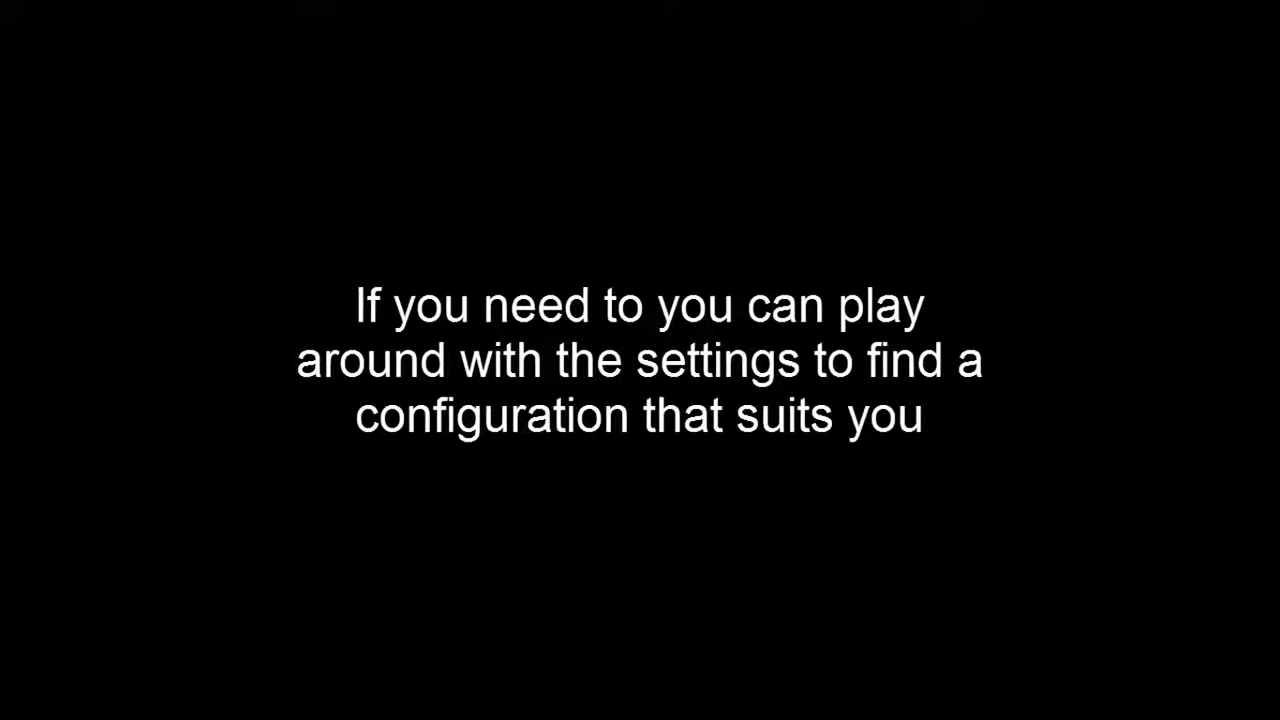 If you need to you can play
around with the settings to find a
configuration that suits you